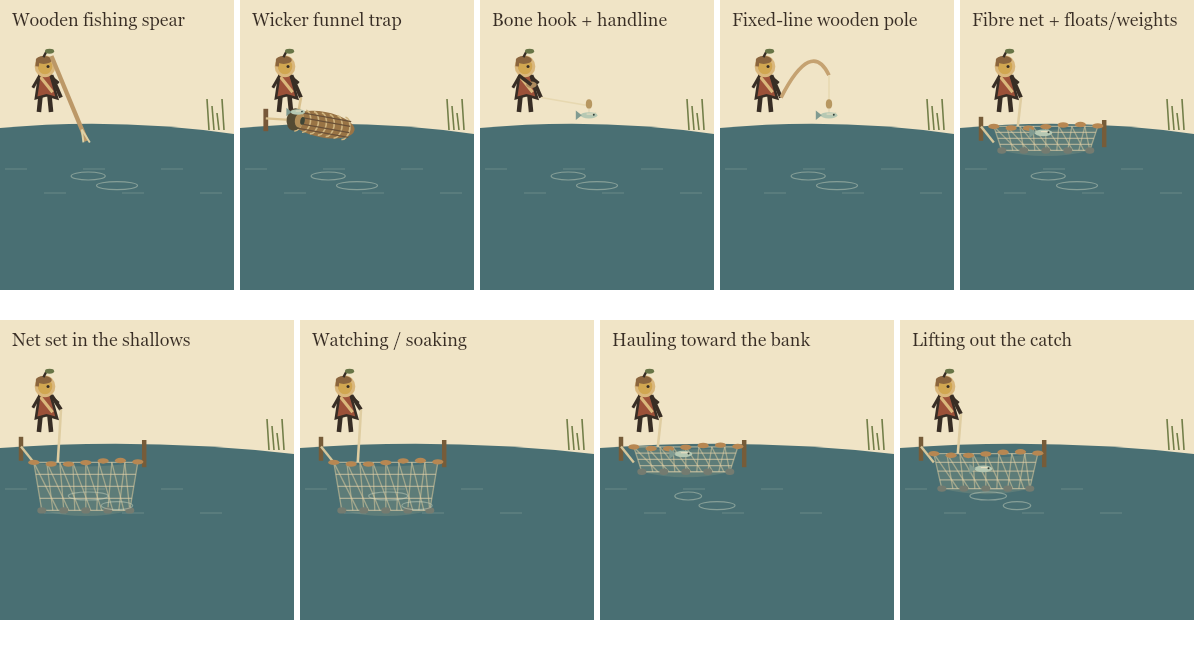 Wooden fishing spear
Wicker funnel trap
Bone hook + handline
Fixed-line wooden pole
Fibre net + floats/weights
Net set in the shallows
Watching / soaking
Hauling toward the bank
Lifting out the catch